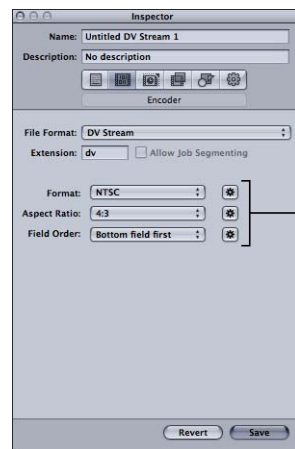 Inspector
Name: Untitled DV Stream 1
Description: No description
Encoder
File Format: DV Stream
Extension: dv Allow Job Segmenting
Format: NTSC
Aspect Ratio: 4:3
Field Order: Bottom field first
Revert Save